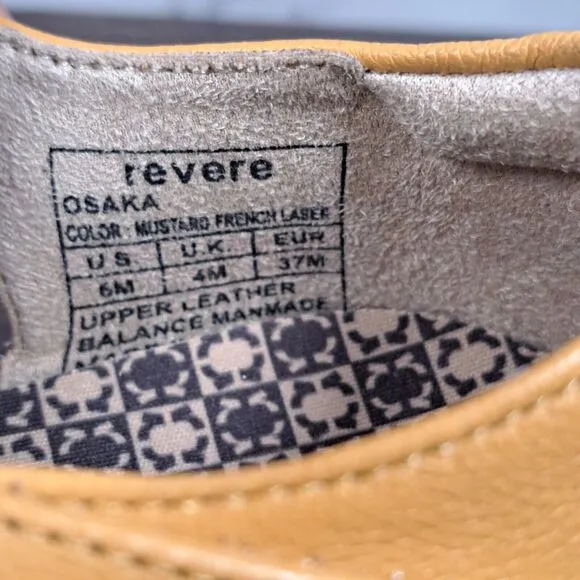 revere
OSAKA
COLOR : MUSTARD FRENCH LASER
U.S. U.K. EUR
6M 4M 37M
UPPER LEATHER
BALANCE MANMADE